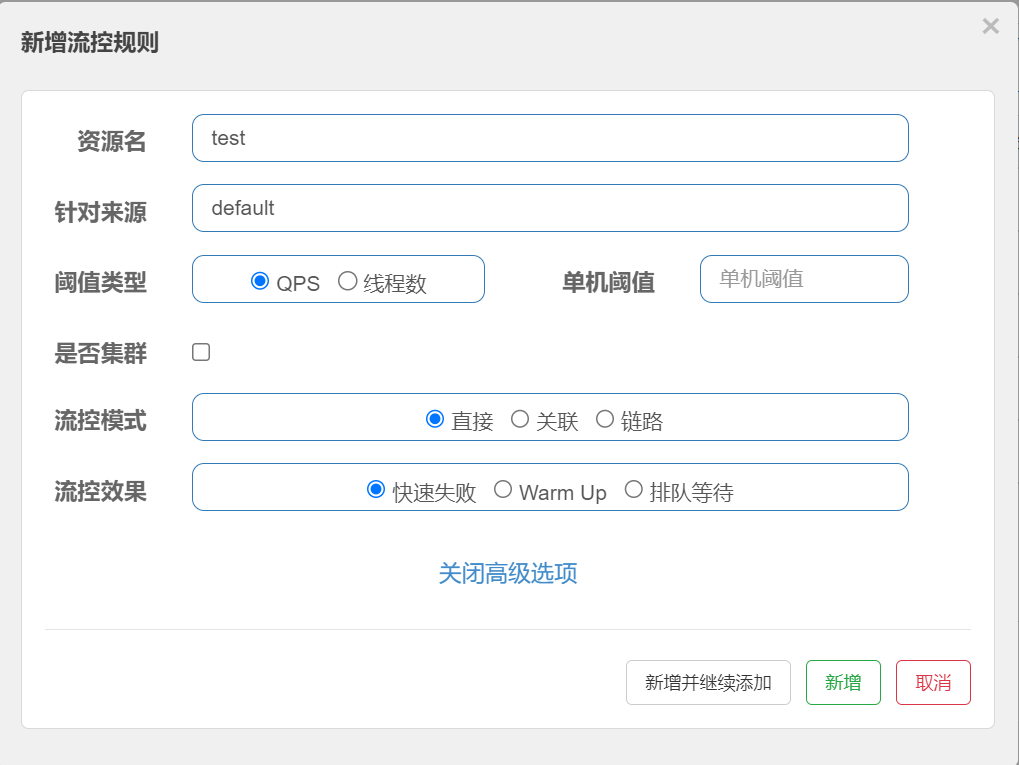 新增流控规则
×
资源名 test
针对来源 default
阈值类型 QPS 线程数 单机阈值 单机阈值
是否集群
流控模式 直接 关联 链路
流控效果 快速失败 Warm Up 排队等待
关闭高级选项
新增并继续添加 新增 取消